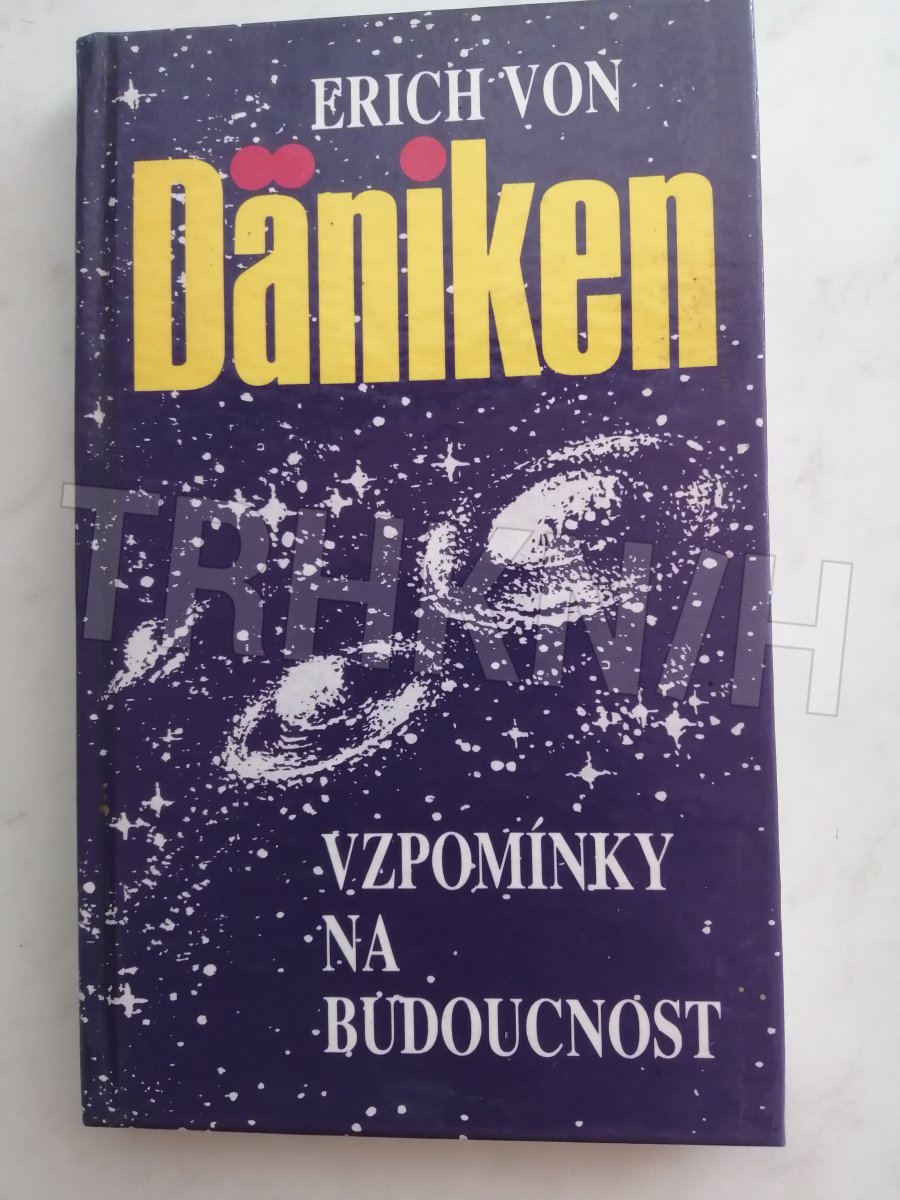 ERICH VON
Däniken
TRHKNIH
VZPOMÍNKY
NA
BUDOUCNOST